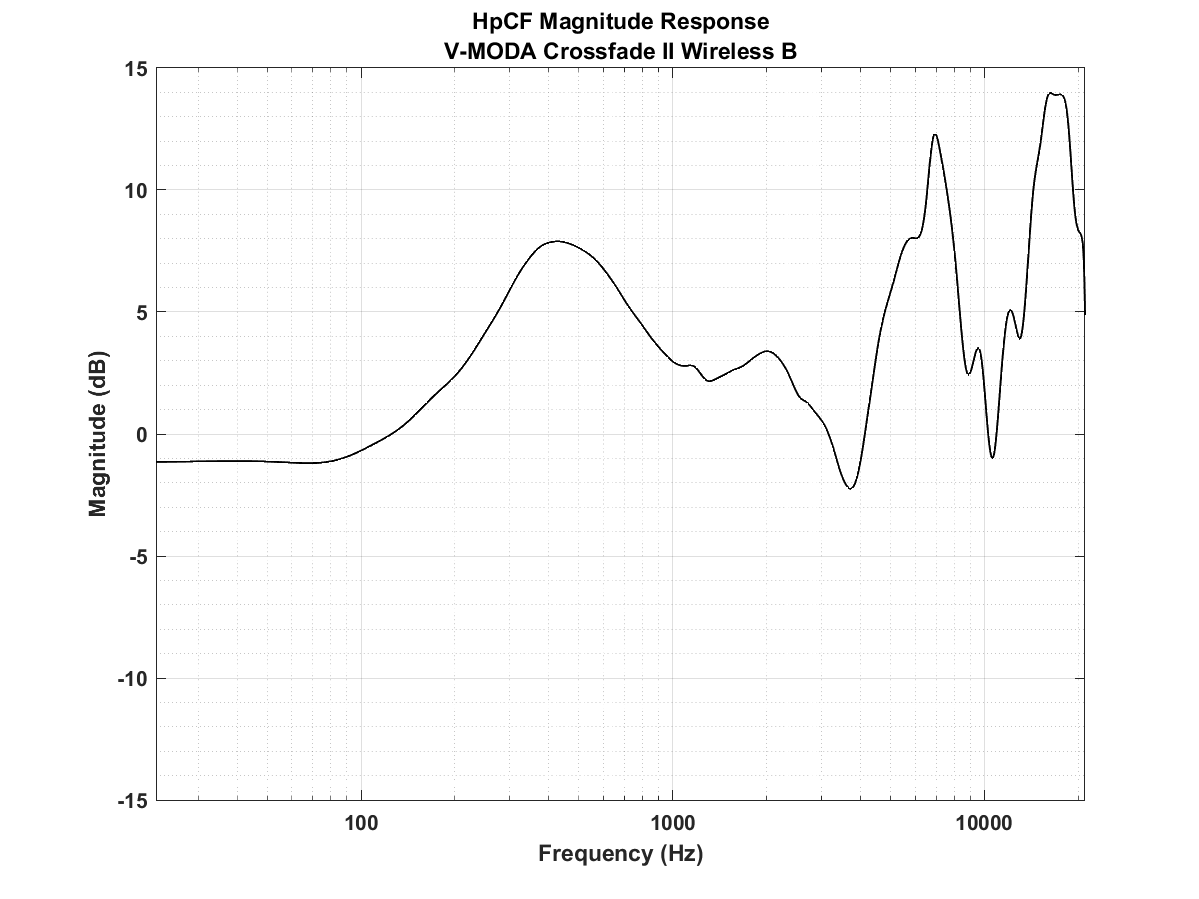 HpCF Magnitude Response
V-MODA Crossfade II Wireless B
15
10
5
0
-5
-10
-15
Magnitude (dB)
100
1000
10000
Frequency (Hz)